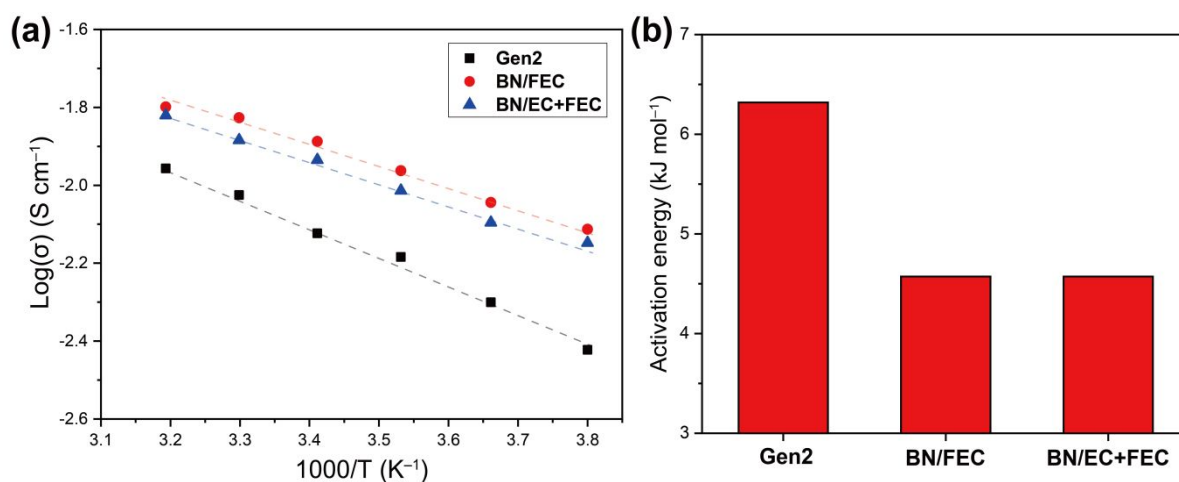 (a)
Log(σ) (S cm⁻¹)
-1.6
-1.8
-2.0
-2.2
-2.4
-2.6
Gen2
BN/FEC
BN/EC+FEC
3.1 3.2 3.3 3.4 3.5 3.6 3.7 3.8
1000/T (K⁻¹)
(b)
Activation energy (kJ mol⁻¹)
7
6
5
4
3
Gen2 BN/FEC BN/EC+FEC